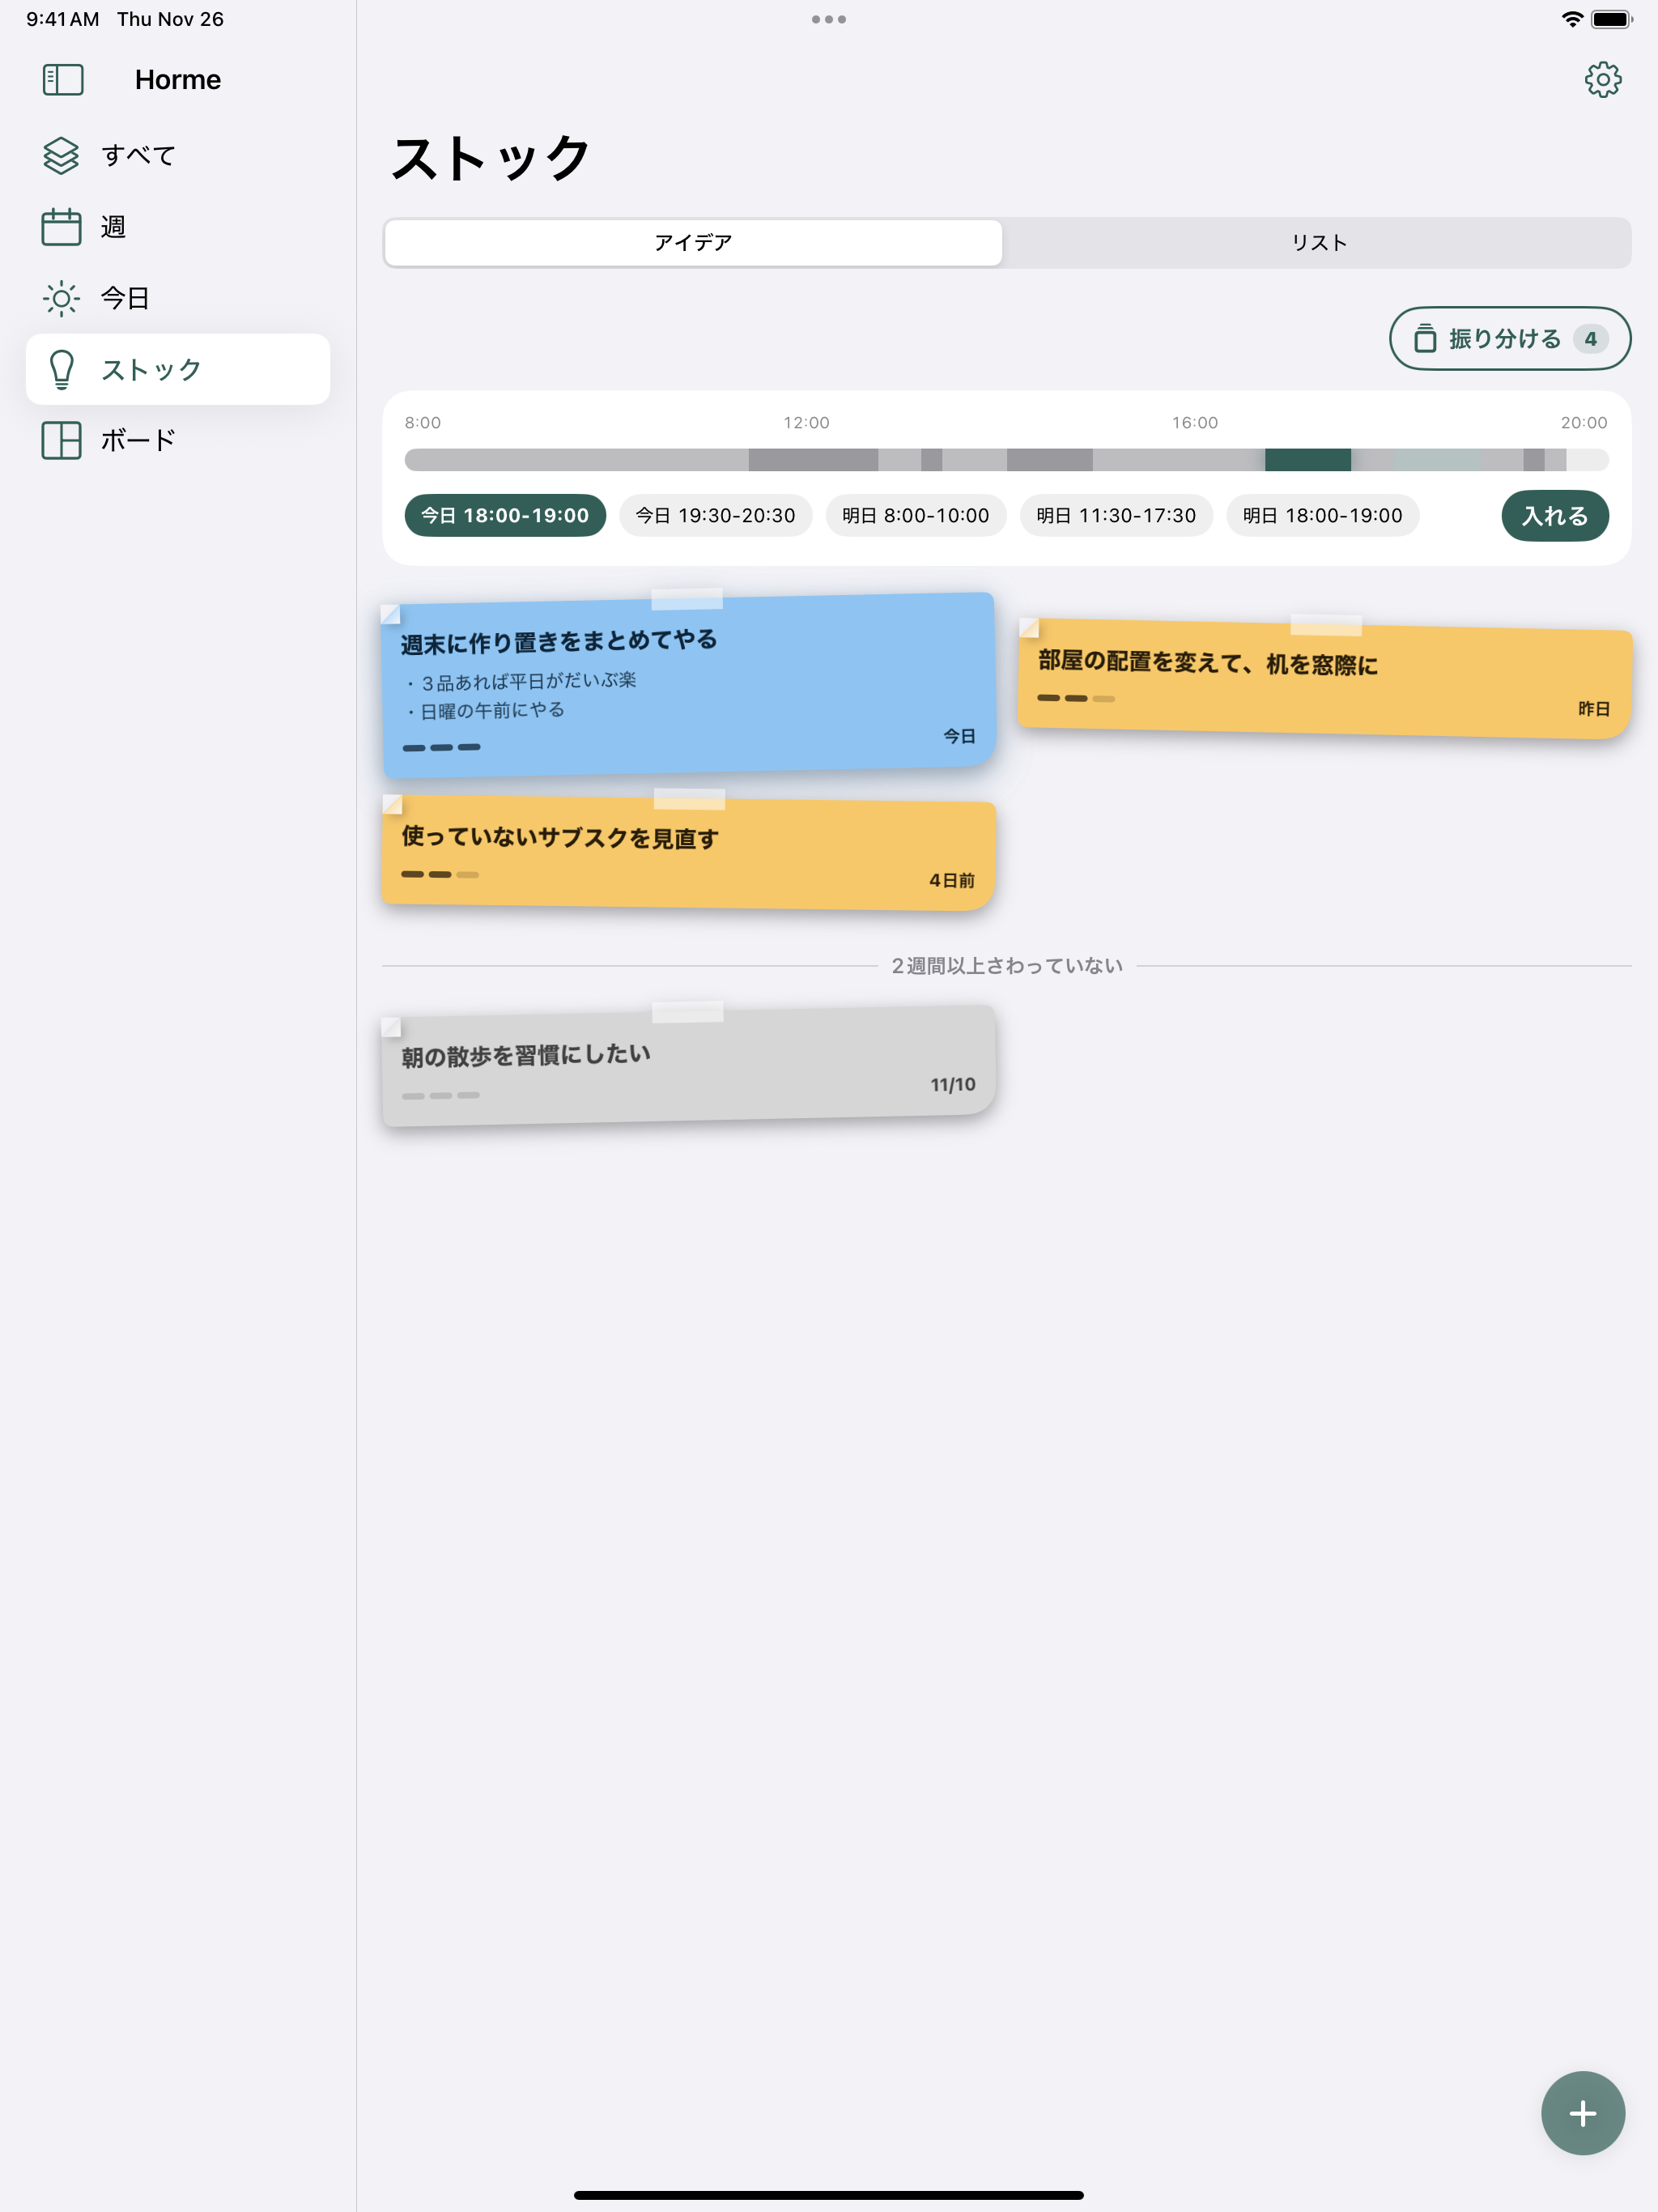 9:41 AM Thu Nov 26
Horme
すべて
週
今日
ストック
ボード
ストック
アイデア
リスト
振り分ける 4
8:00 12:00 16:00 20:00
今日 18:00-19:00
今日 19:30-20:30
明日 8:00-10:00
明日 11:30-17:30
明日 18:00-19:00
入れる
週末に作り置きをまとめてやる
・3品あれば平日がだいぶ楽
・日曜の午前にやる
今日
部屋の配置を変えて、机を窓際に
昨日
使っていないサブスクを見直す
4日前
2週間以上さわっていない
朝の散歩を習慣にしたい
11/10